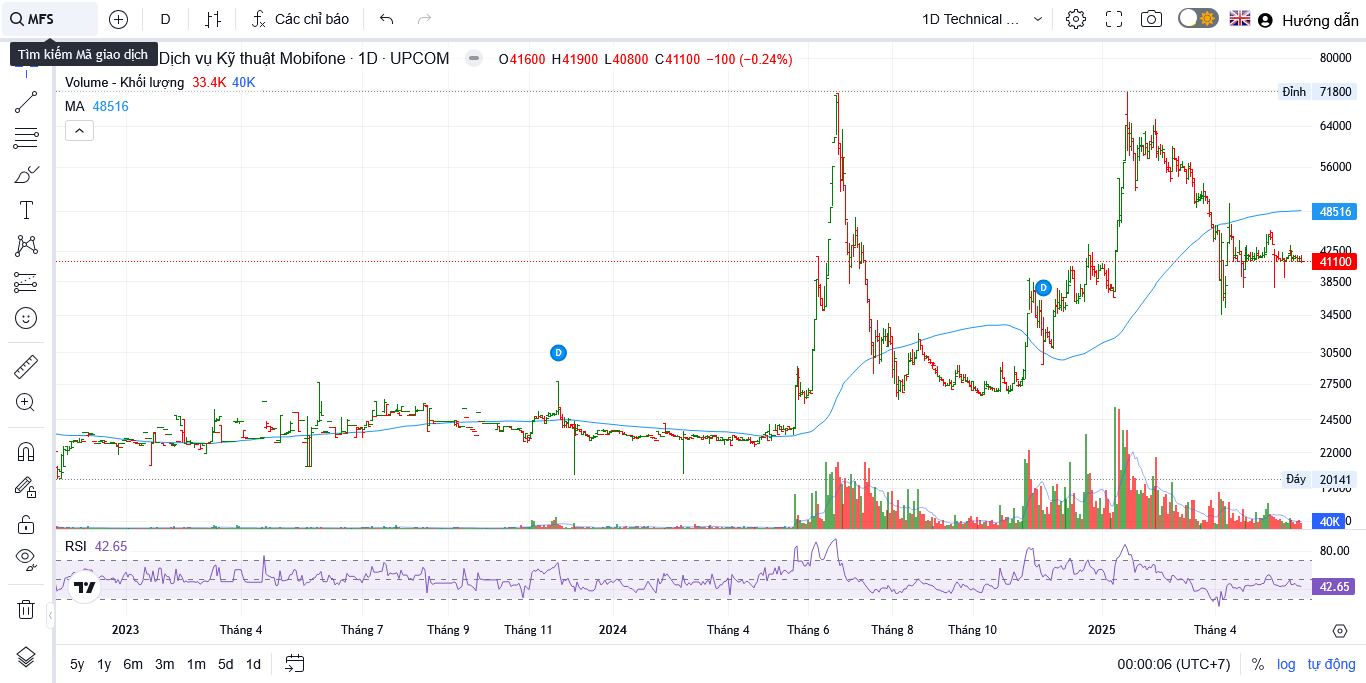 MFS D Các chỉ báo 1D Technical ... Hướng dẫn
Tìm kiếm Mã giao dịch
Dịch vụ Kỹ thuật Mobifone · 1D · UPCOM O41600 H41900 L40800 C41100 −100 (−0.24%)
Volume - Khối lượng 33.4K 40K
MA 48516
80000
Đỉnh 71800
64000
56000
48516
42500
41100
38500
34500
30500
27500
24500
22000
Đáy 20141
40K
D
D
RSI 42.65
80.00
42.65
2023 Tháng 4 Tháng 7 Tháng 9 Tháng 11 2024 Tháng 4 Tháng 6 Tháng 8 Tháng 10 2025 Tháng 4
5y 1y 6m 3m 1m 5d 1d 00:00:06 (UTC+7) % log tự động